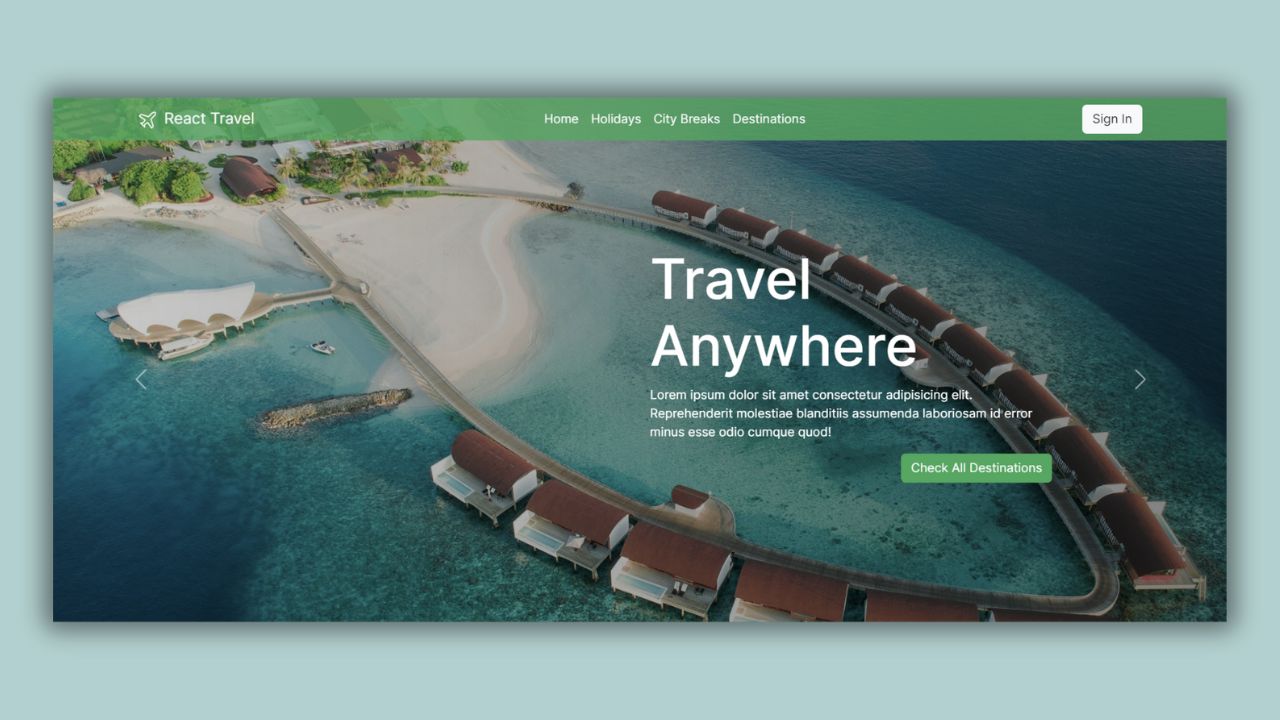 React Travel
Home Holidays City Breaks Destinations
Sign In
Travel
Anywhere
Lorem ipsum dolor sit amet consectetur adipisicing elit.
Reprehenderit molestiae blanditiis assumenda laboriosam id error
minus esse odio cumque quod!
Check All Destinations